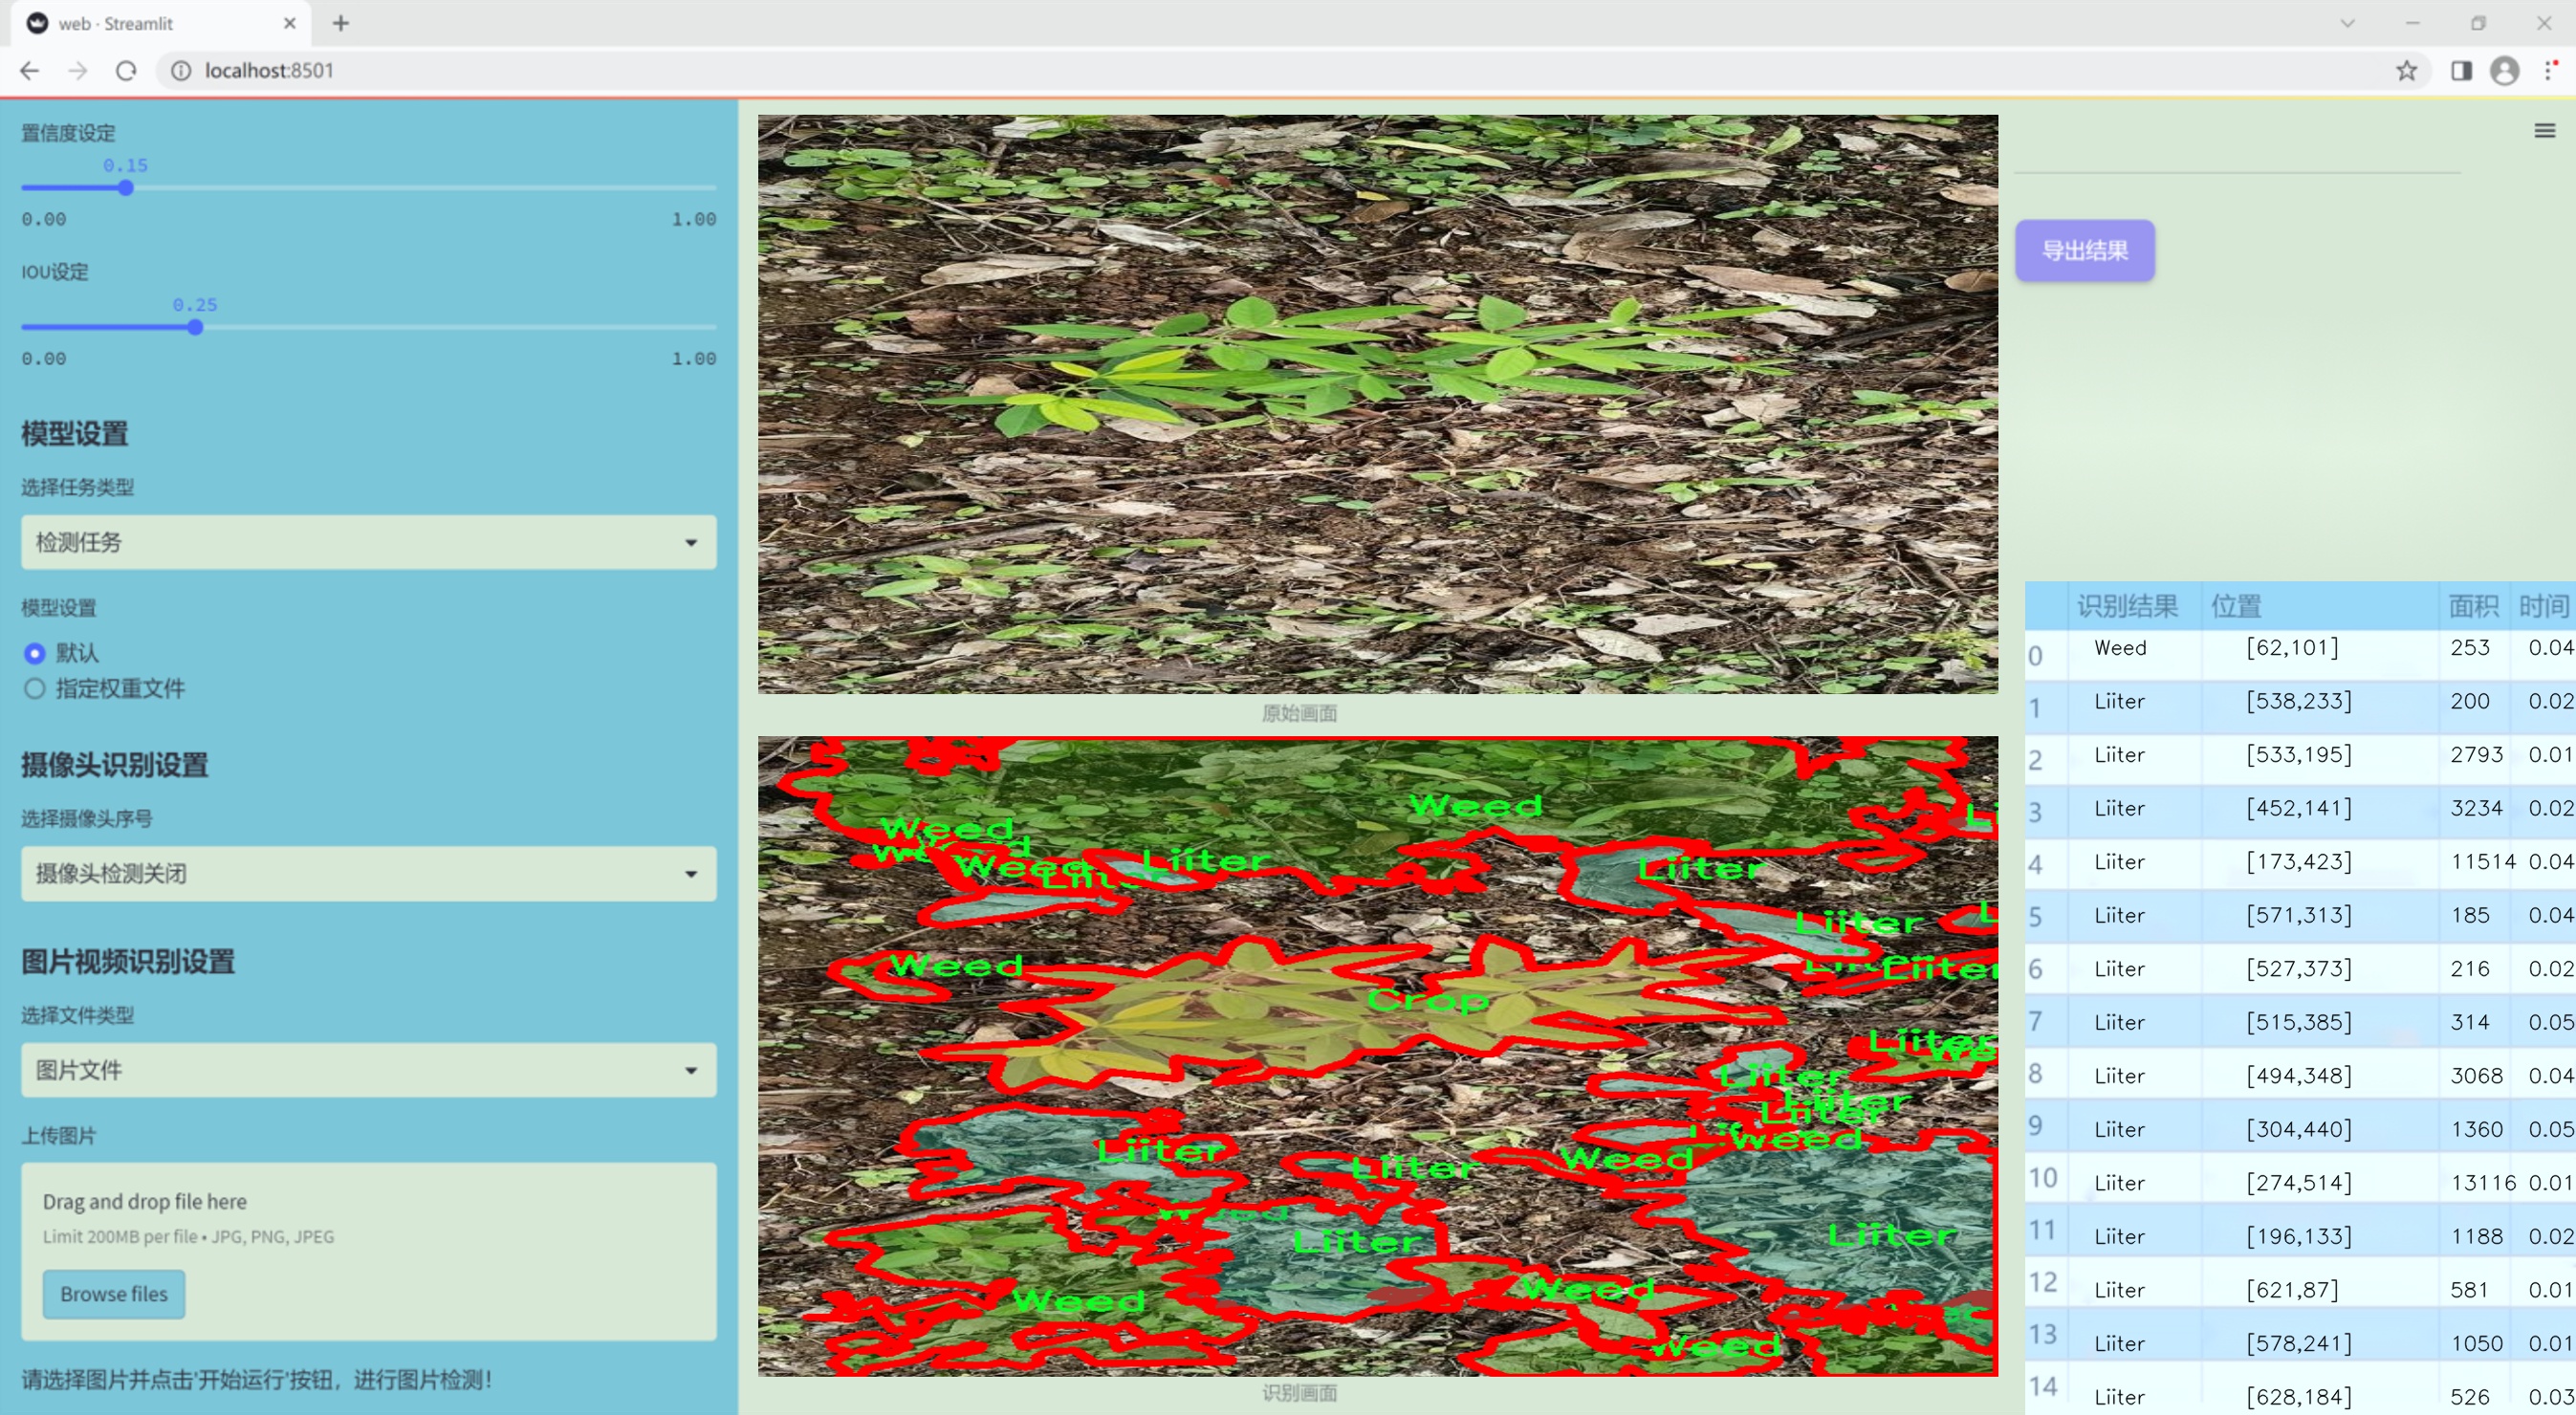 web · Streamlit
localhost:8501
置信度设定
0.15
0.00 1.00
IOU设定
0.25
0.00 1.00
模型设置
选择任务类型
检测任务
模型设置
默认
指定权重文件
摄像头识别设置
选择摄像头序号
摄像头检测关闭
图片视频识别设置
选择文件类型
图片文件
上传图片
Drag and drop file here
Limit 200MB per file • JPG, PNG, JPEG
Browse files
请选择图片并点击'开始运行'按钮，进行图片检测！
原始画面
Weed
Weed
Weed
Liiter
Liiter
Liiter
Weed
Liiter
Crop
Liiter
Liiter
Liiter
Liiter
Liiter
Weed
Weed
Liiter
Liiter
Weed
Weed
Weed
识别画面
导出结果
识别结果 位置 面积 时间
0 Weed [62,101] 253 0.04
1 Liiter [538,233] 200 0.02
2 Liiter [533,195] 2793 0.01
3 Liiter [452,141] 3234 0.02
4 Liiter [173,423] 11514 0.04
5 Liiter [571,313] 185 0.04
6 Liiter [527,373] 216 0.02
7 Liiter [515,385] 314 0.05
8 Liiter [494,348] 3068 0.04
9 Liiter [304,440] 1360 0.05
10 Liiter [274,514] 13116 0.01
11 Liiter [196,133] 1188 0.02
12 Liiter [621,87] 581 0.01
13 Liiter [578,241] 1050 0.01
14 Liiter [628,184] 526 0.03